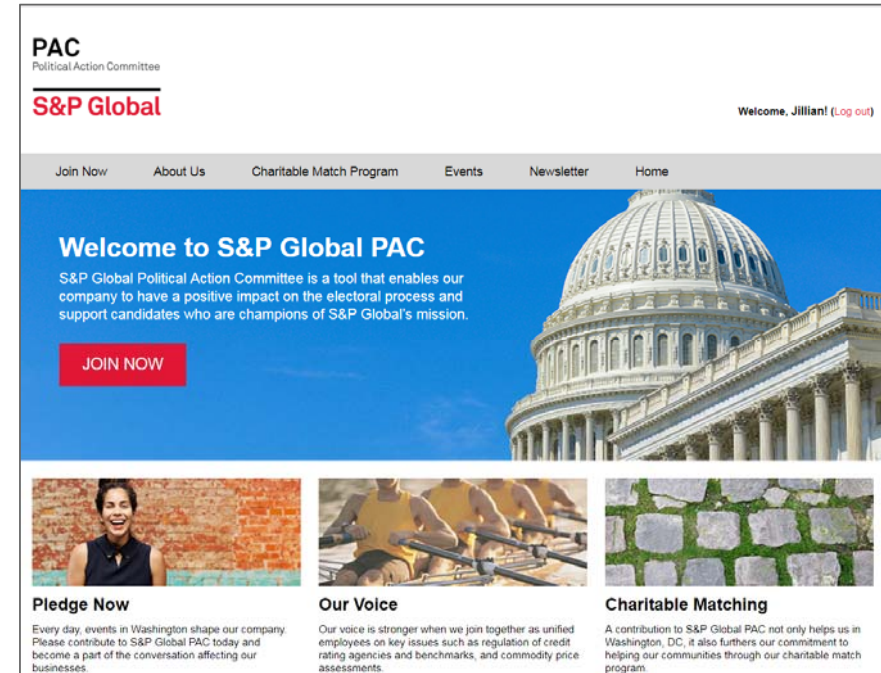 PAC
Political Action Committee
S&P Global
Welcome, Jillian! (Log out)
Join Now About Us Charitable Match Program Events Newsletter Home
Welcome to S&P Global PAC
S&P Global Political Action Committee is a tool that enables our
company to have a positive impact on the electoral process and
support candidates who are champions of S&P Global's mission.
JOIN NOW
Pledge Now
Every day, events in Washington shape our company.
Please contribute to S&P Global PAC today and
become a part of the conversation affecting our
businesses.
Our Voice
Our voice is stronger when we join together as unified
employees on key issues such as regulation of credit
rating agencies and benchmarks, and commodity price
assessments.
Charitable Matching
A contribution to S&P Global PAC not only helps us in
Washington, DC, it also furthers our commitment to
helping our communities through our charitable match
program.